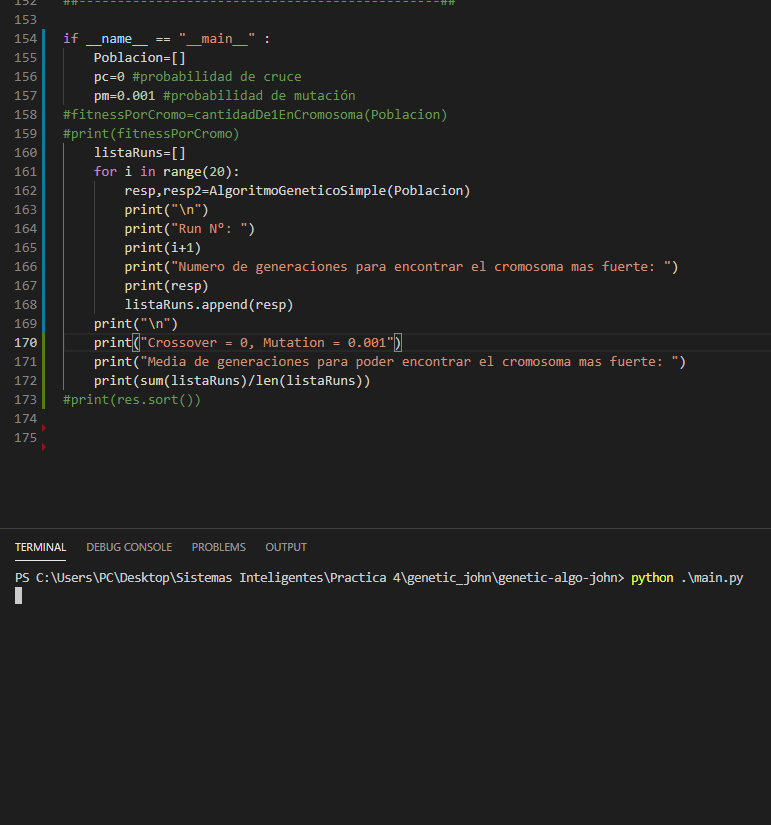 152 ##-----------------------------------------------##
153
154 if __name__ == "__main__" :
155     Poblacion=[]
156     pc=0 #probabilidad de cruce
157     pm=0.001 #probabilidad de mutación
158 #fitnessPorCromo=cantidadDe1EnCromosoma(Poblacion)
159 #print(fitnessPorCromo)
160     listaRuns=[]
161     for i in range(20):
162         resp,resp2=AlgoritmoGeneticoSimple(Poblacion)
163         print("\n")
164         print("Run Nº: ")
165         print(i+1)
166         print("Numero de generaciones para encontrar el cromosoma mas fuerte: ")
167         print(resp)
168         listaRuns.append(resp)
169     print("\n")
170     print("Crossover = 0, Mutation = 0.001")
171     print("Media de generaciones para poder encontrar el cromosoma mas fuerte: ")
172     print(sum(listaRuns)/len(listaRuns))
173 #print(res.sort())
174
175
TERMINAL DEBUG CONSOLE PROBLEMS OUTPUT
PS C:\Users\PC\Desktop\Sistemas Inteligentes\Practica 4\genetic_john\genetic-algo-john> python .\main.py